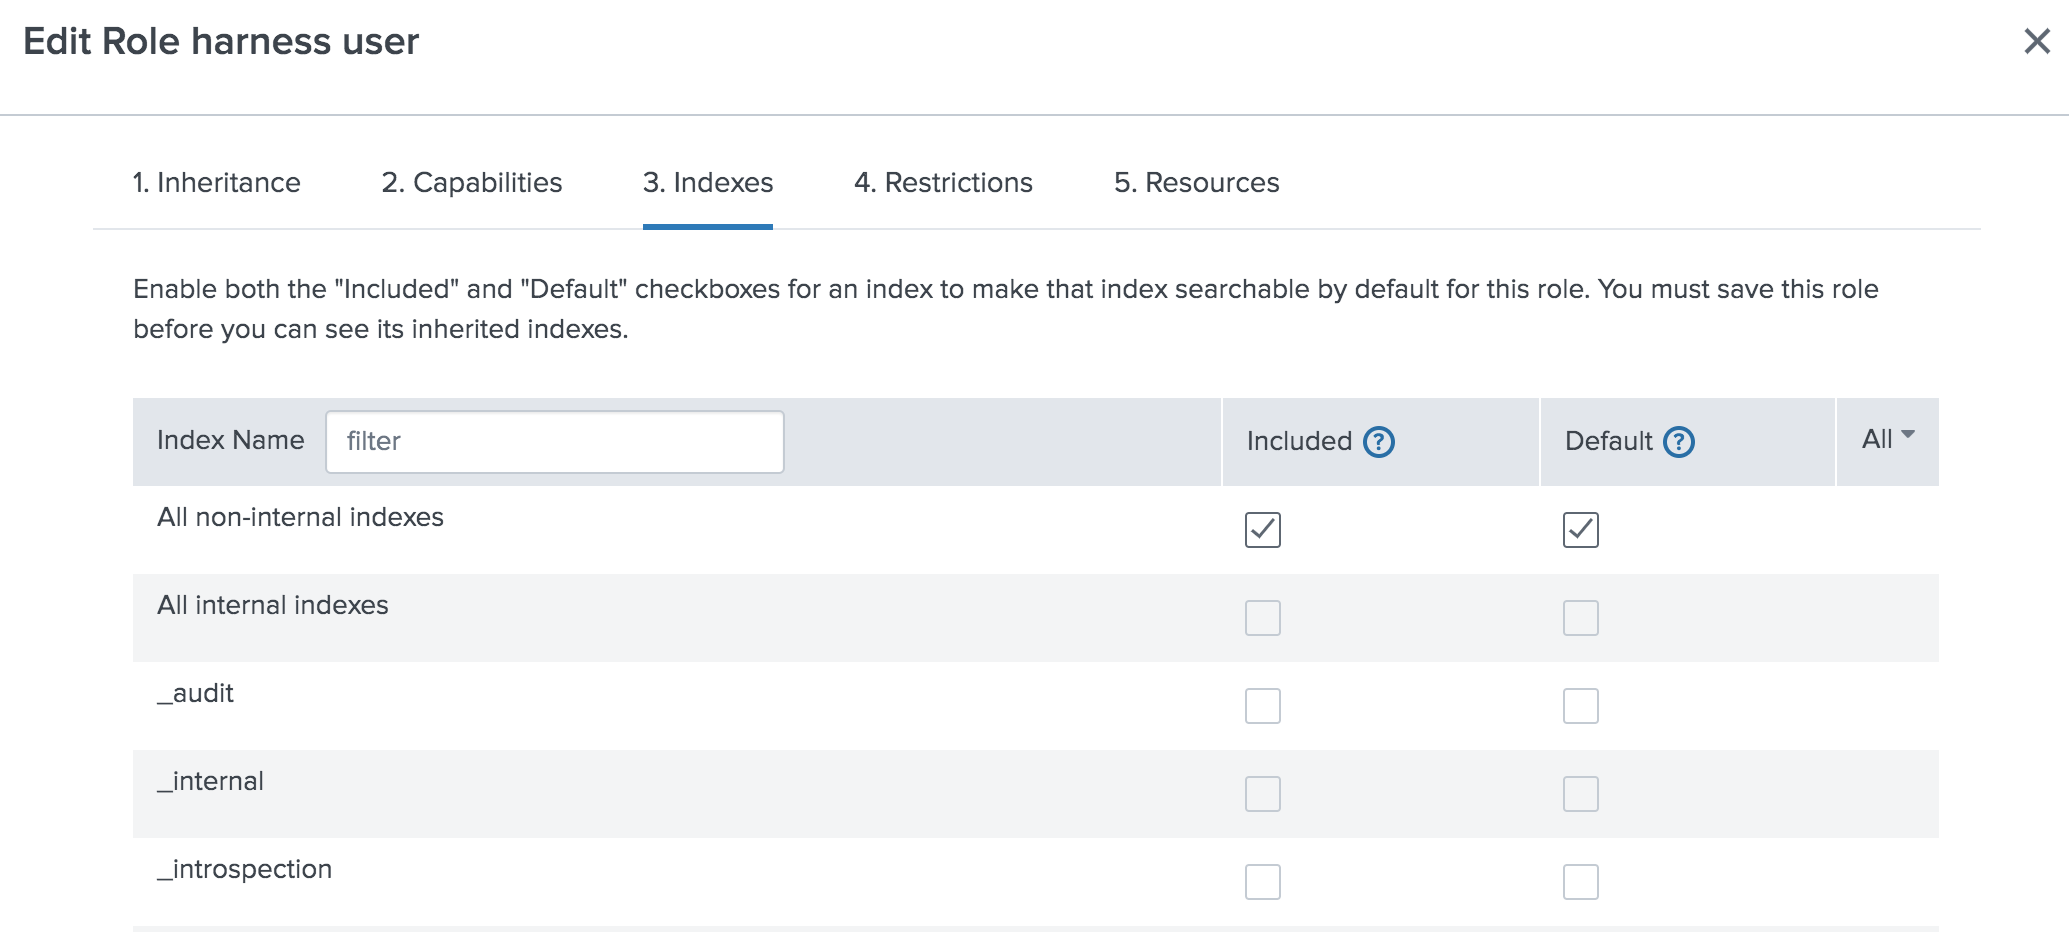 Edit Role harness user
1. Inheritance 2. Capabilities 3. Indexes 4. Restrictions 5. Resources
Enable both the "Included" and "Default" checkboxes for an index to make that index searchable by default for this role. You must save this role
before you can see its inherited indexes.
Index Name filter Included ? Default ? All
All non-internal indexes
All internal indexes
_audit
_internal
_introspection